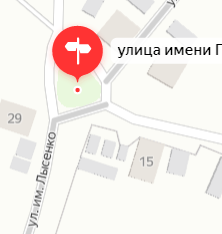 улица имени Г
29
ул. им. Лысенко
15